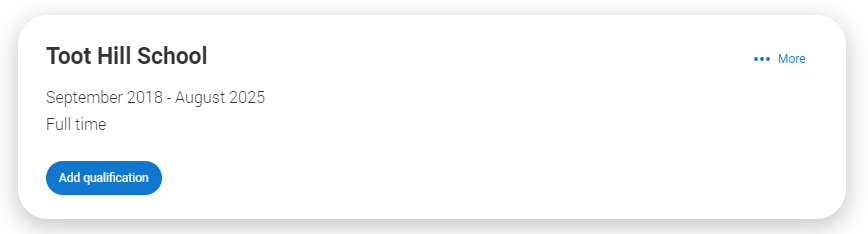 Toot Hill School
••• More
September 2018 - August 2025
Full time
Add qualification